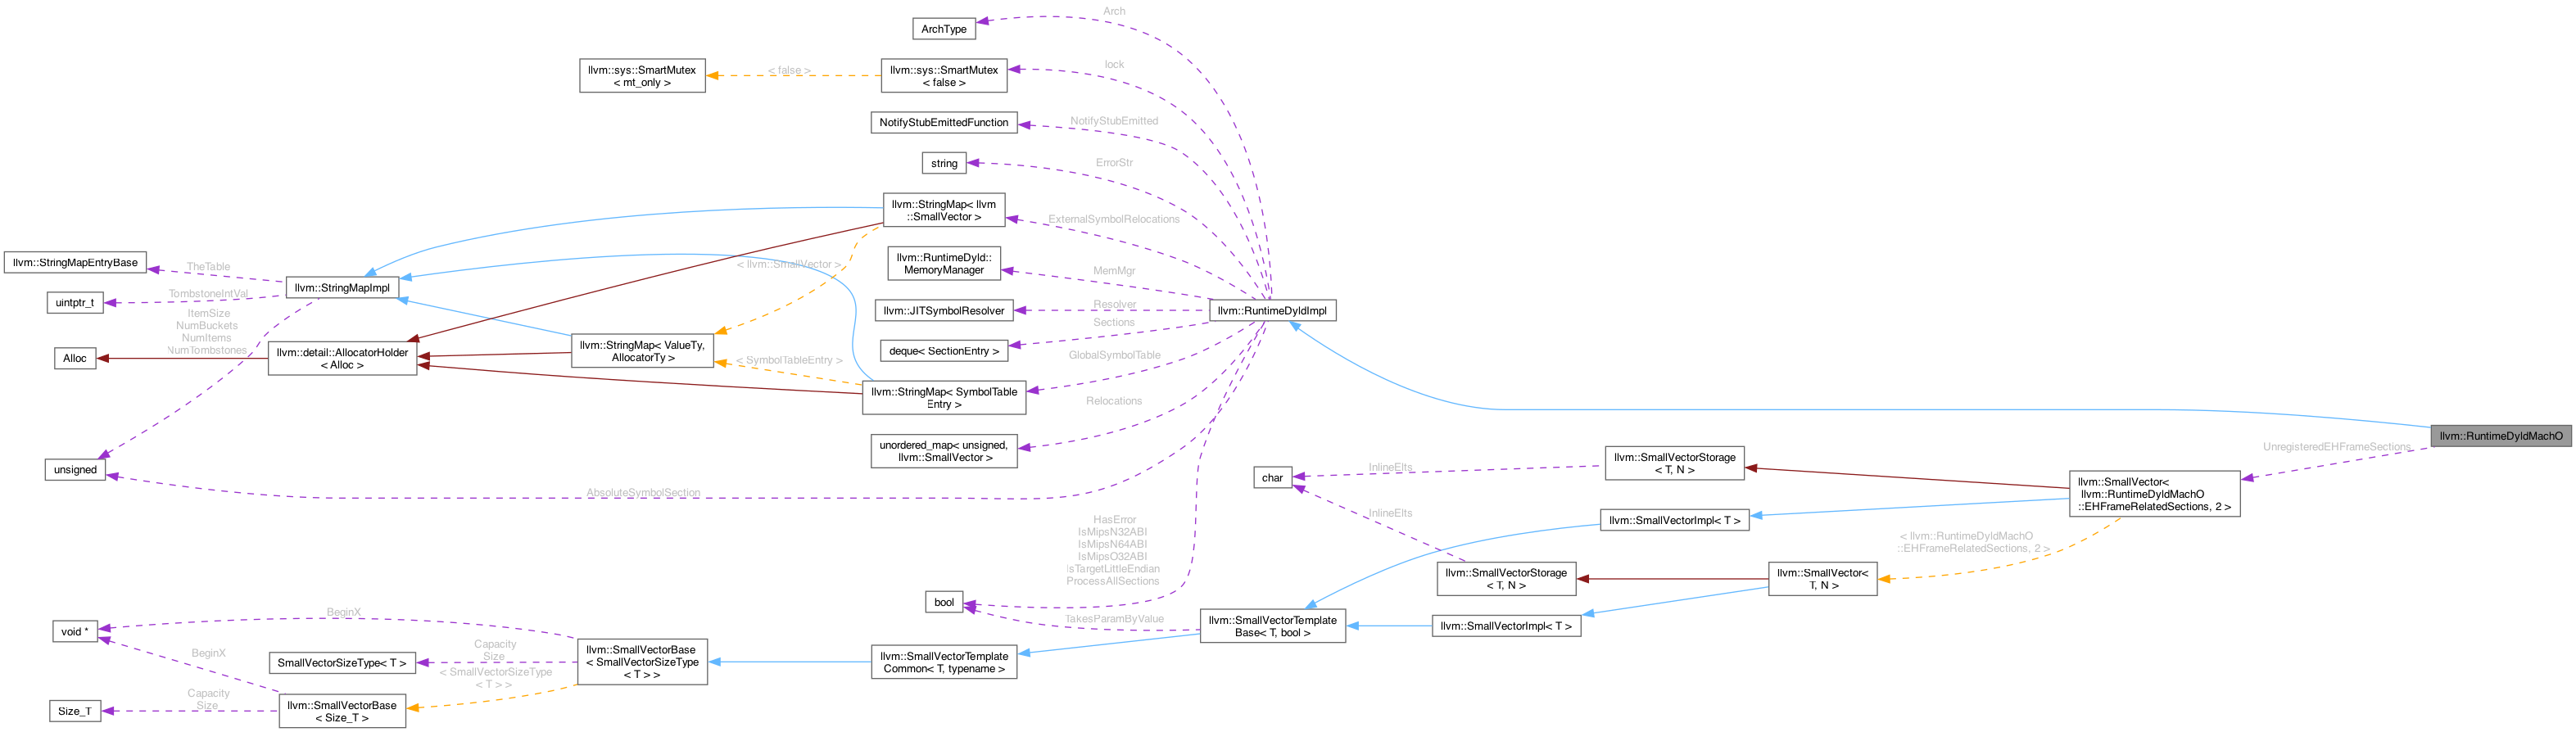 Arch
ArchType
llvm::sys::SmartMutex
< mt_only >
< false >
llvm::sys::SmartMutex
< false >
lock
NotifyStubEmittedFunction
NotifyStubEmitted
string
ErrorStr
llvm::StringMap< llvm
::SmallVector >
ExternalSymbolRelocations
llvm::StringMapEntryBase
TheTable
< llvm::SmallVector >
llvm::RuntimeDyld::
MemoryManager
MemMgr
llvm::StringMapImpl
uintptr_t
TombstoneIntVal
llvm::JITSymbolResolver
Resolver
llvm::RuntimeDyldImpl
ItemSize
NumBuckets
NumItems
NumTombstones
Sections
deque< SectionEntry >
Alloc
llvm::detail::AllocatorHolder
< Alloc >
llvm::StringMap< ValueTy,
AllocatorTy >
< SymbolTableEntry >
GlobalSymbolTable
llvm::StringMap< SymbolTable
Entry >
Relocations
unordered_map< unsigned,
llvm::SmallVector >
llvm::RuntimeDyldMachO
UnregisteredEHFrameSections
unsigned
AbsoluteSymbolSection
char
InlineElts
llvm::SmallVectorStorage
< T, N >
llvm::SmallVector<
llvm::RuntimeDyldMachO
::EHFrameRelatedSections, 2 >
InlineElts
llvm::SmallVectorImpl< T >
HasError
IsMipsN32ABI
IsMipsN64ABI
IsMipsO32ABI
IsTargetLittleEndian
ProcessAllSections
< llvm::RuntimeDyldMachO
::EHFrameRelatedSections, 2 >
llvm::SmallVectorStorage
< T, N >
llvm::SmallVector<
T, N >
bool
TakesParamByValue
llvm::SmallVectorTemplate
Base< T, bool >
llvm::SmallVectorImpl< T >
void *
BeginX
BeginX
SmallVectorSizeType< T >
Capacity
Size
llvm::SmallVectorBase
< SmallVectorSizeType
< T > >
llvm::SmallVectorTemplate
Common< T, typename >
< SmallVectorSizeType
< T > >
Size_T
Capacity
Size
llvm::SmallVectorBase
< Size_T >